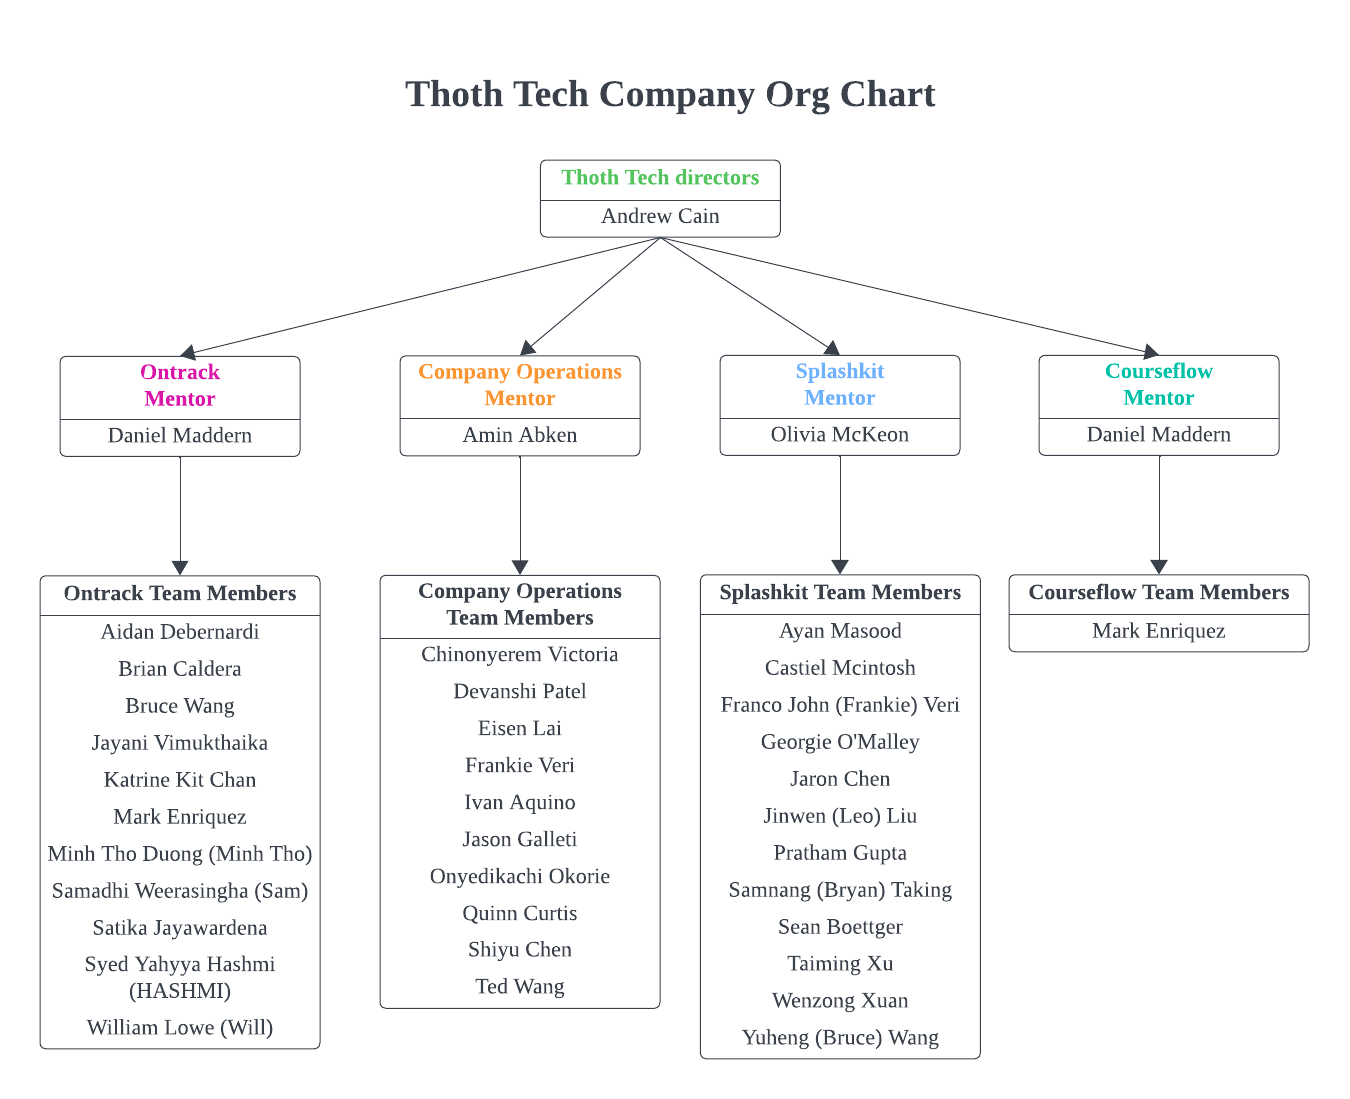 Thoth Tech Company Org Chart
Thoth Tech directors
Andrew Cain
Ontrack
Mentor
Daniel Maddern
Company Operations
Mentor
Amin Abken
Splashkit
Mentor
Olivia McKeon
Courseflow
Mentor
Daniel Maddern
Ontrack Team Members
Aidan Debernardi
Brian Caldera
Bruce Wang
Jayani Vimukthaika
Katrine Kit Chan
Mark Enriquez
Minh Tho Duong (Minh Tho)
Samadhi Weerasingha (Sam)
Satika Jayawardena
Syed Yahyya Hashmi
(HASHMI)
William Lowe (Will)
Company Operations
Team Members
Chinonyerem Victoria
Devanshi Patel
Eisen Lai
Frankie Veri
Ivan Aquino
Jason Galleti
Onyedikachi Okorie
Quinn Curtis
Shiyu Chen
Ted Wang
Splashkit Team Members
Ayan Masood
Castiel Mcintosh
Franco John (Frankie) Veri
Georgie O'Malley
Jaron Chen
Jinwen (Leo) Liu
Pratham Gupta
Samnang (Bryan) Taking
Sean Boettger
Taiming Xu
Wenzong Xuan
Yuheng (Bruce) Wang
Courseflow Team Members
Mark Enriquez